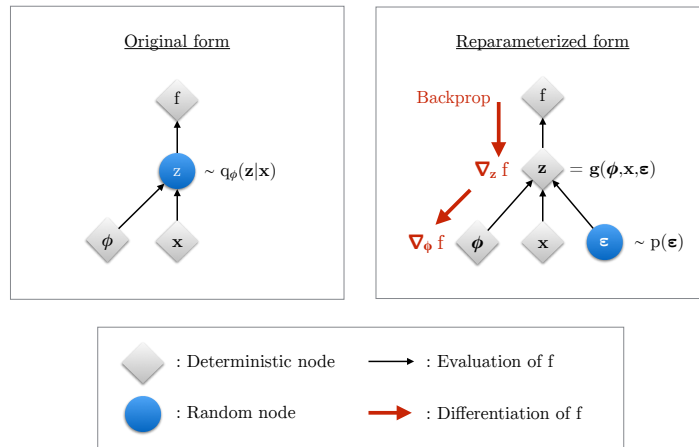 Original form
f
z
~ qϕ(z|x)
ϕ
x
Reparameterized form
Backprop
f
∇z f
z
= g(ϕ,x,ε)
∇ϕ f
ϕ
x
ε
~ p(ε)
: Deterministic node
: Evaluation of f
: Random node
: Differentiation of f